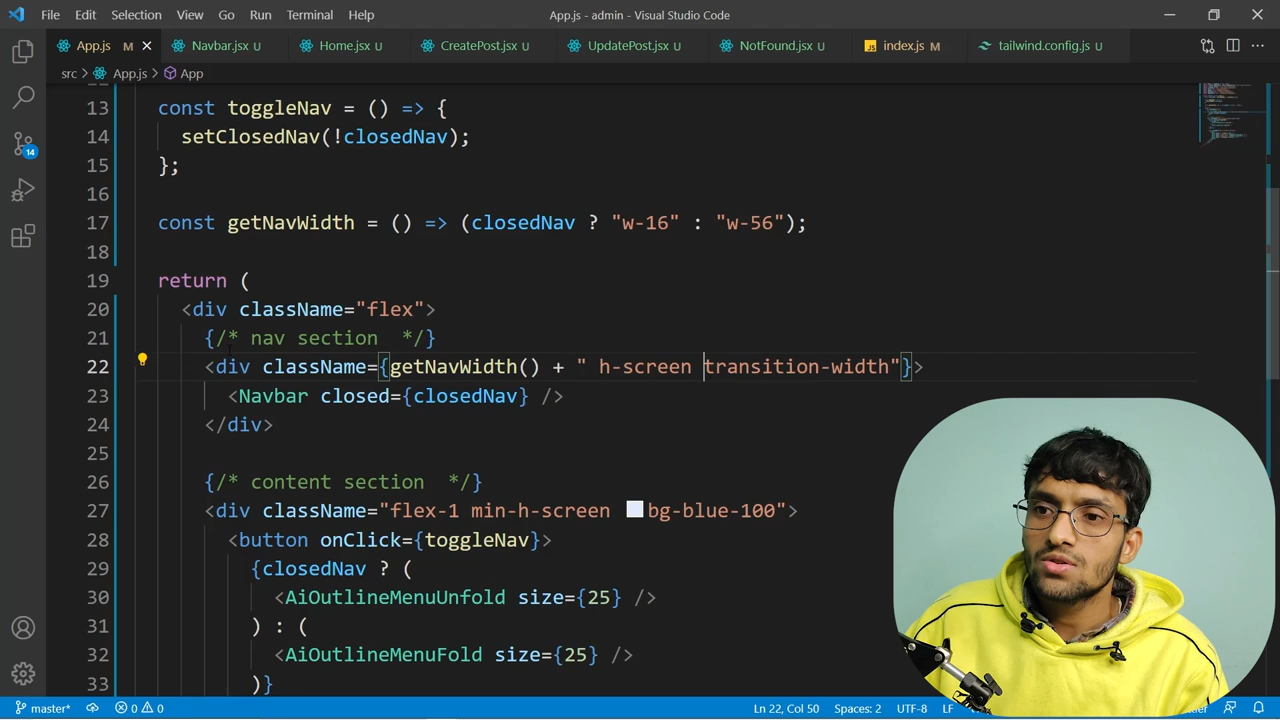 File Edit Selection View Go Run Terminal Help App.js - admin - Visual Studio Code
App.js M Navbar.jsx U Home.jsx U CreatePost.jsx U UpdatePost.jsx U NotFound.jsx U JS index.js M tailwind.config.js U
src > App.js > App
13 const toggleNav = () => {
14 setClosedNav(!closedNav);
15 };
16
17 const getNavWidth = () => (closedNav ? "w-16" : "w-56");
18
19 return (
20 <div className="flex">
21 {/* nav section  */}
22 <div className={getNavWidth() + " h-screen transition-width"}>
23 <Navbar closed={closedNav} />
24 </div>
25
26 {/* content section  */}
27 <div className="flex-1 min-h-screen bg-blue-100">
28 <button onClick={toggleNav}>
29 {closedNav ? (
30 <AiOutlineMenuUnfold size={25} />
31 ) : (
32 <AiOutlineMenuFold size={25} />
33 )}
14
master* 0 0 Ln 22, Col 50 Spaces: 2 UTF-8 LF